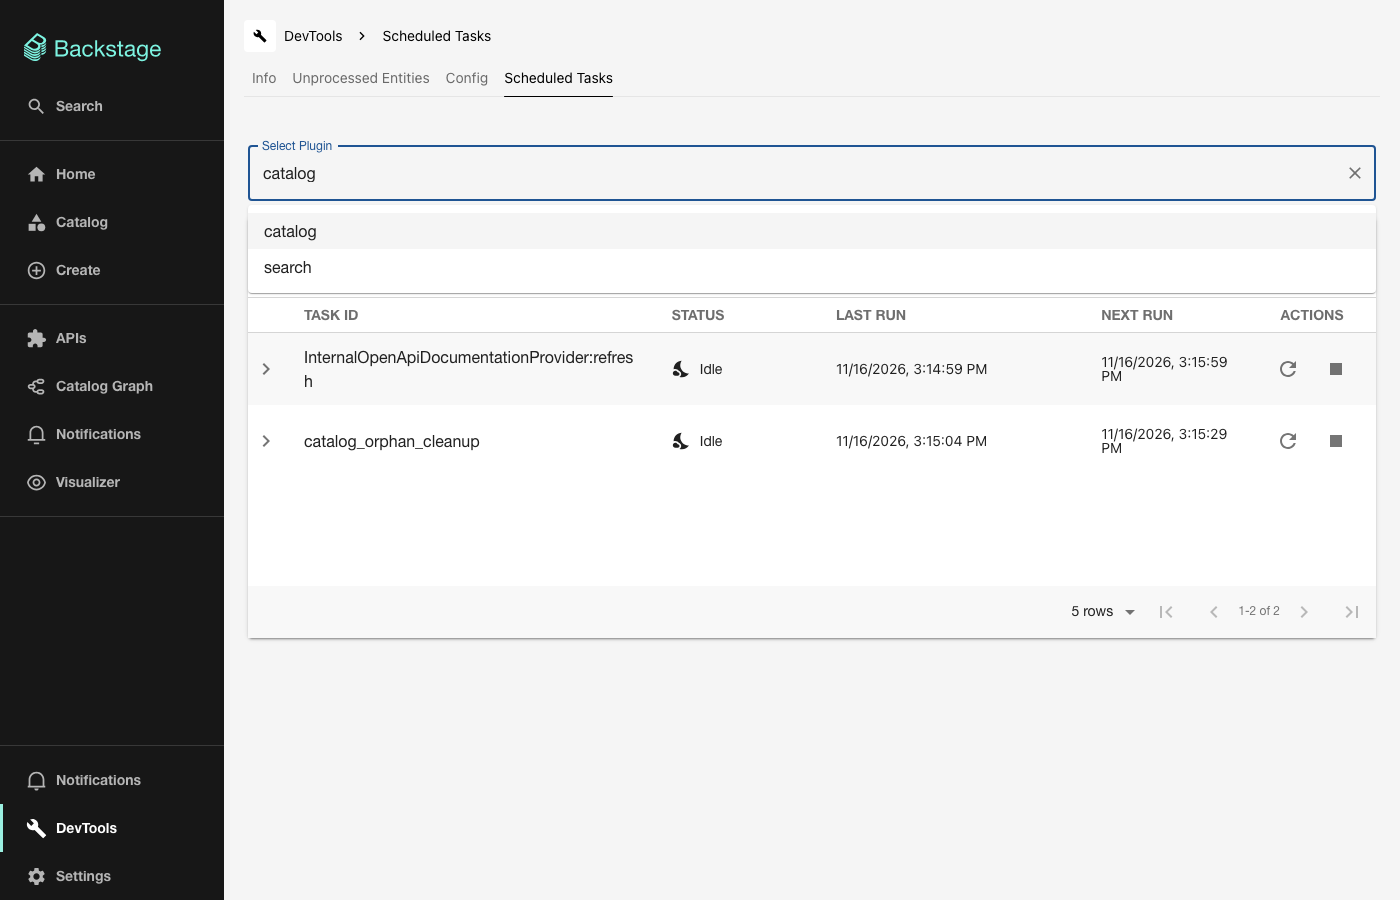 Backstage
Search
Home
Catalog
Create
APIs
Catalog Graph
Notifications
Visualizer
Notifications
DevTools
Settings
DevTools > Scheduled Tasks
Info Unprocessed Entities Config Scheduled Tasks
Select Plugin
catalog
catalog
search
TASK ID STATUS LAST RUN NEXT RUN ACTIONS
InternalOpenApiDocumentationProvider:refres
h
Idle
11/16/2026, 3:14:59 PM
11/16/2026, 3:15:59
PM
catalog_orphan_cleanup
Idle
11/16/2026, 3:15:04 PM
11/16/2026, 3:15:29
PM
5 rows 1-2 of 2